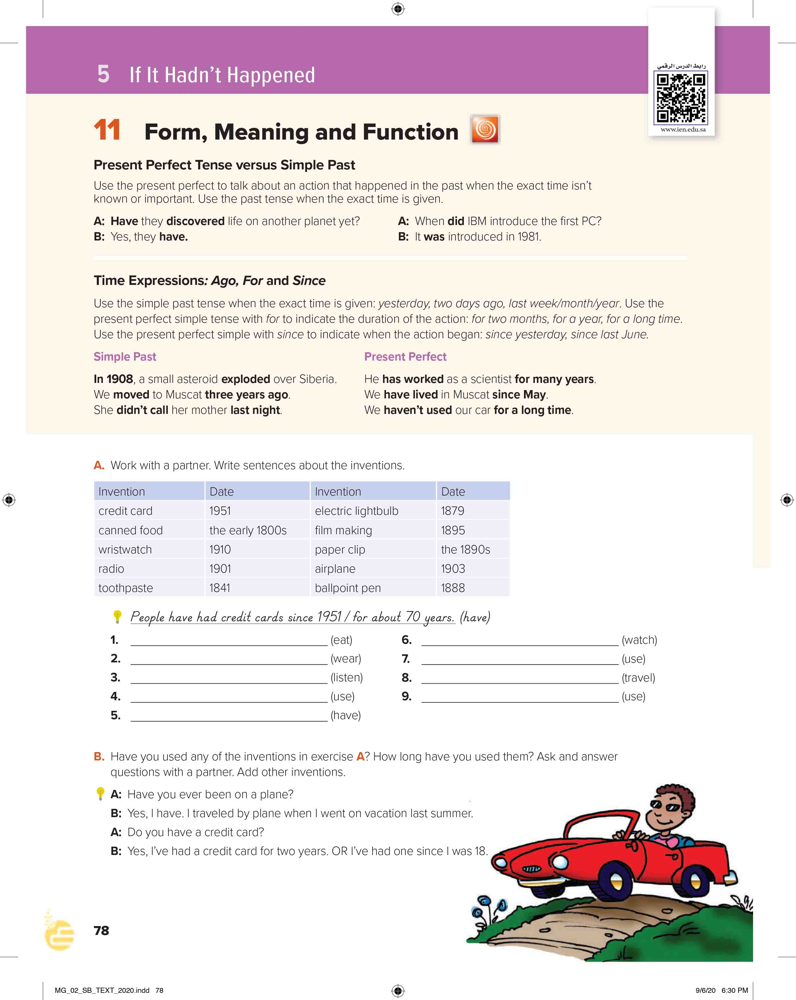 5 If It Hadn't Happened
رابط الدرس الرقمي
www.ien.edu.sa
11 Form, Meaning and Function
Present Perfect Tense versus Simple Past
Use the present perfect to talk about an action that happened in the past when the exact time isn't
known or important. Use the past tense when the exact time is given.
A: Have they discovered life on another planet yet?
B: Yes, they have.
A: When did IBM introduce the first PC?
B: It was introduced in 1981.
Time Expressions: Ago, For and Since
Use the simple past tense when the exact time is given: yesterday, two days ago, last week/month/year. Use the
present perfect simple tense with for to indicate the duration of the action: for two months, for a year, for a long time.
Use the present perfect simple with since to indicate when the action began: since yesterday, since last June.
Simple Past
In 1908, a small asteroid exploded over Siberia.
We moved to Muscat three years ago.
She didn't call her mother last night.
Present Perfect
He has worked as a scientist for many years.
We have lived in Muscat since May.
We haven't used our car for a long time.
A. Work with a partner. Write sentences about the inventions.
Invention Date Invention Date
credit card 1951 electric lightbulb 1879
canned food the early 1800s film making 1895
wristwatch 1910 paper clip the 1890s
radio 1901 airplane 1903
toothpaste 1841 ballpoint pen 1888
People have had credit cards since 1951 / for about 70 years. (have)
1. (eat)
2. (wear)
3. (listen)
4. (use)
5. (have)
6. (watch)
7. (use)
8. (travel)
9. (use)
B. Have you used any of the inventions in exercise A? How long have you used them? Ask and answer
questions with a partner. Add other inventions.
A: Have you ever been on a plane?
B: Yes, I have. I traveled by plane when I went on vacation last summer.
A: Do you have a credit card?
B: Yes, I've had a credit card for two years. OR I've had one since I was 18.
78
MG_02_SB_TEXT_2020.indd 78
9/6/20 6:30 PM